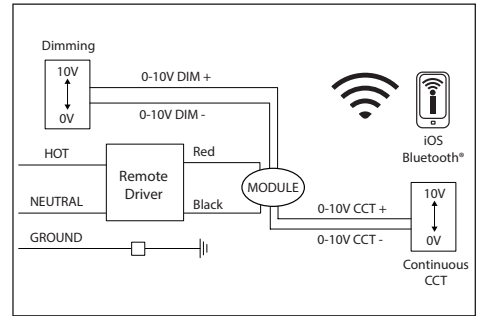 Dimming
10V
0V
0-10V DIM +
0-10V DIM -
HOT
NEUTRAL
GROUND
Remote
Driver
Red
Black
MODULE
iOS
Bluetooth®
0-10V CCT +
0-10V CCT -
10V
0V
Continuous
CCT